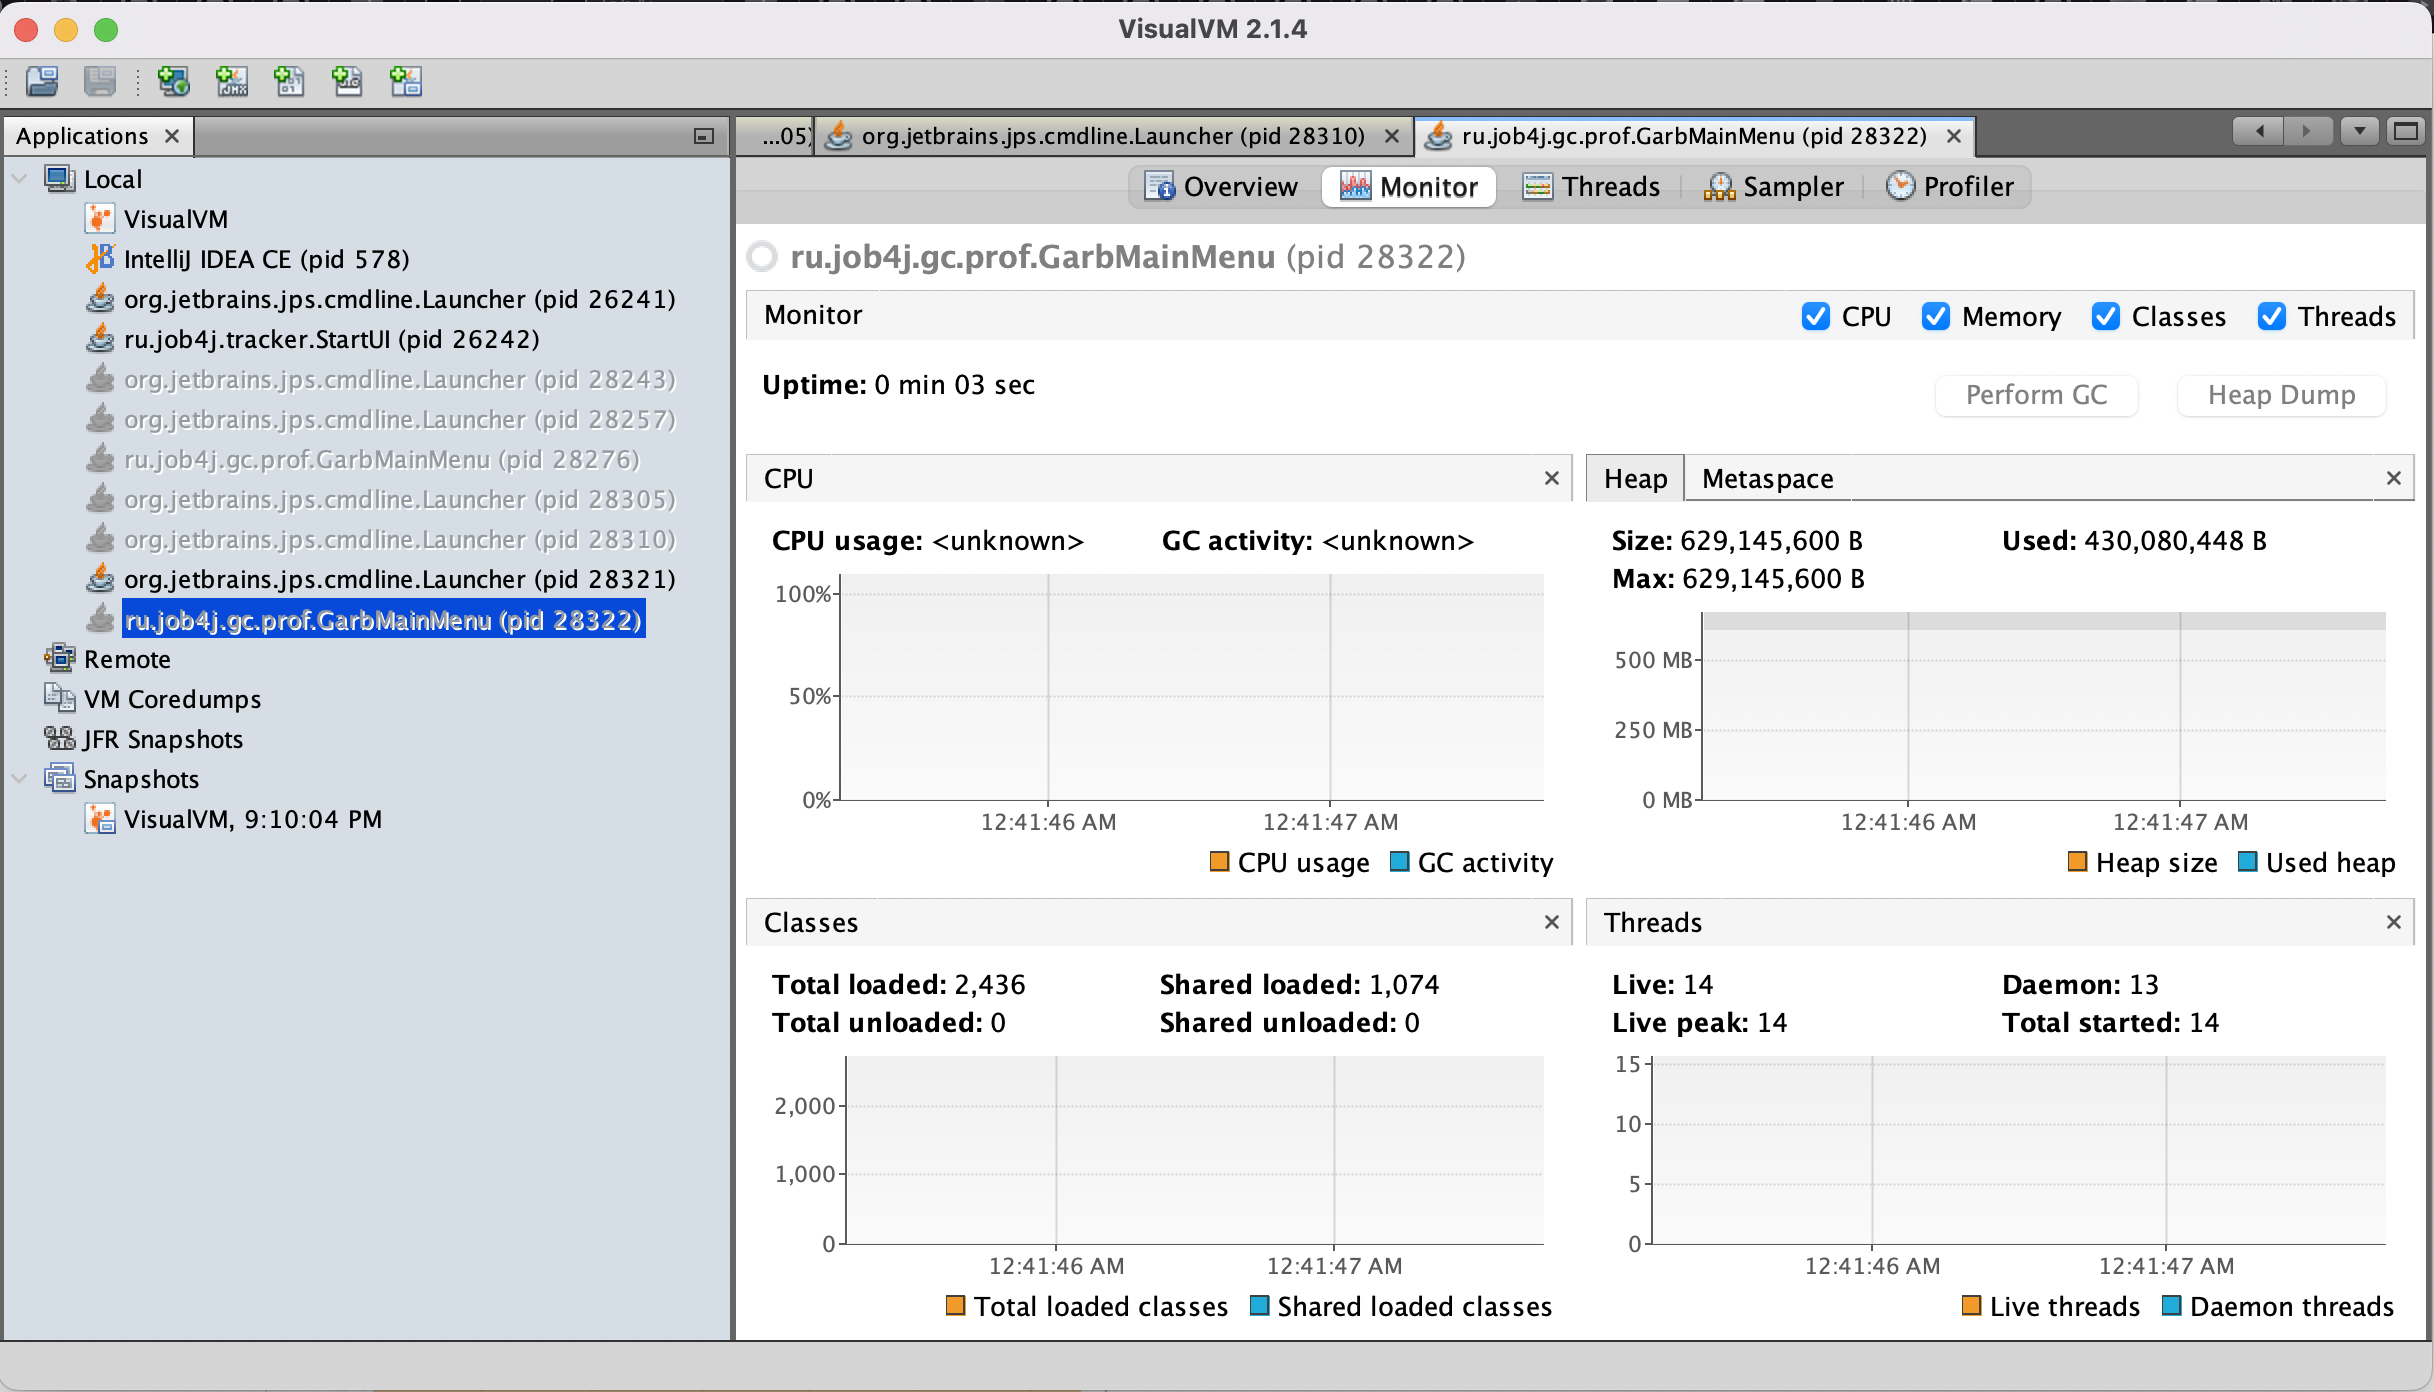 VisualVM 2.1.4
Applications
...05)
org.jetbrains.jps.cmdline.Launcher (pid 28310)
ru.job4j.gc.prof.GarbMainMenu (pid 28322)
Local
VisualVM
IntelliJ IDEA CE (pid 578)
org.jetbrains.jps.cmdline.Launcher (pid 26241)
ru.job4j.tracker.StartUI (pid 26242)
org.jetbrains.jps.cmdline.Launcher (pid 28243)
org.jetbrains.jps.cmdline.Launcher (pid 28257)
ru.job4j.gc.prof.GarbMainMenu (pid 28276)
org.jetbrains.jps.cmdline.Launcher (pid 28305)
org.jetbrains.jps.cmdline.Launcher (pid 28310)
org.jetbrains.jps.cmdline.Launcher (pid 28321)
ru.job4j.gc.prof.GarbMainMenu (pid 28322)
Remote
VM Coredumps
JFR Snapshots
Snapshots
VisualVM, 9:10:04 PM
Overview Monitor Threads Sampler Profiler
ru.job4j.gc.prof.GarbMainMenu (pid 28322)
Monitor CPU Memory Classes Threads
Uptime: 0 min 03 sec
Perform GC Heap Dump
CPU
CPU usage: <unknown> GC activity: <unknown>
100%
50%
0%
12:41:46 AM 12:41:47 AM
CPU usage GC activity
Heap Metaspace
Size: 629,145,600 B Used: 430,080,448 B
Max: 629,145,600 B
500 MB
250 MB
0 MB
12:41:46 AM 12:41:47 AM
Heap size Used heap
Classes
Total loaded: 2,436 Shared loaded: 1,074
Total unloaded: 0 Shared unloaded: 0
2,000
1,000
0
12:41:46 AM 12:41:47 AM
Total loaded classes Shared loaded classes
Threads
Live: 14 Daemon: 13
Live peak: 14 Total started: 14
15
10
5
0
12:41:46 AM 12:41:47 AM
Live threads Daemon threads